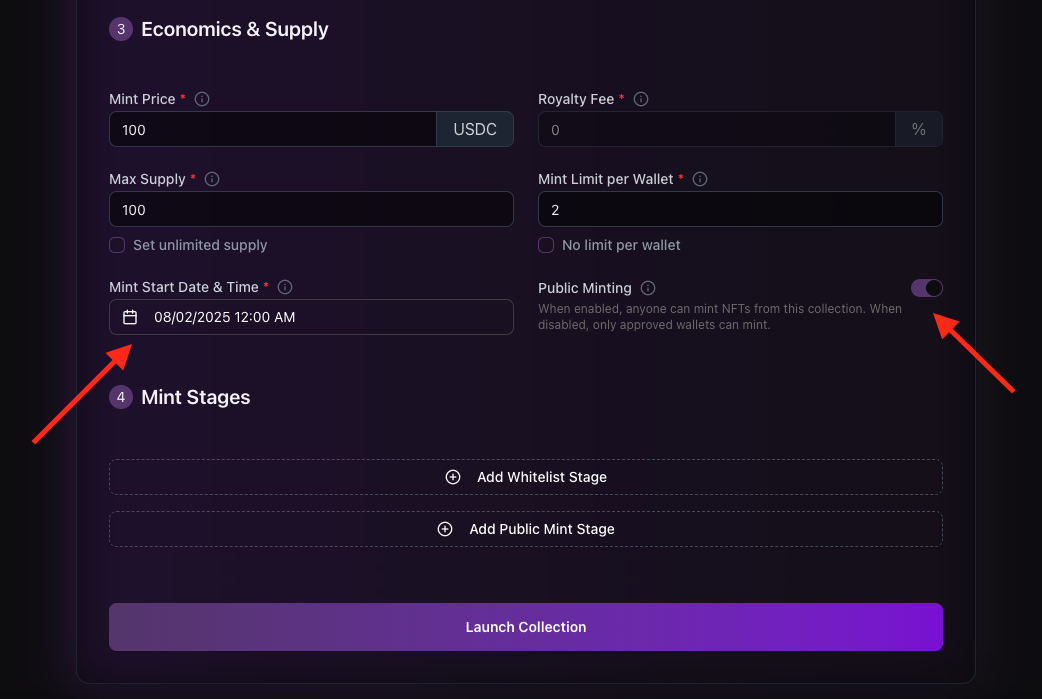 3 Economics & Supply
Mint Price *
100 USDC
Royalty Fee *
0 %
Max Supply *
100
Set unlimited supply
Mint Limit per Wallet *
2
No limit per wallet
Mint Start Date & Time *
08/02/2025 12:00 AM
Public Minting
When enabled, anyone can mint NFTs from this collection. When
disabled, only approved wallets can mint.
4 Mint Stages
Add Whitelist Stage
Add Public Mint Stage
Launch Collection